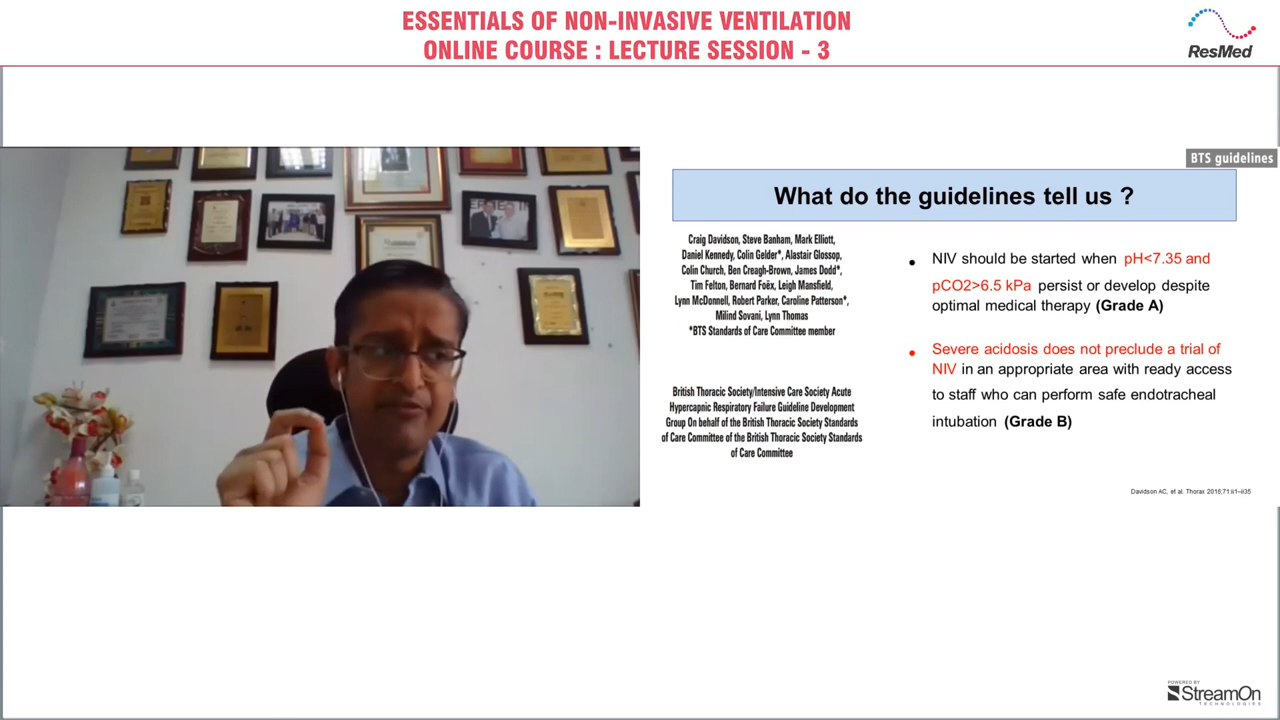 ESSENTIALS OF NON-INVASIVE VENTILATION
ONLINE COURSE : LECTURE SESSION - 3
ResMed
BTS guidelines
What do the guidelines tell us ?
Craig Davidson, Steve Banham, Mark Elliott,
Daniel Kennedy, Colin Gelder*, Alastair Glossop,
Colin Church, Ben Creagh-Brown, James Dodd*,
Tim Felton, Bernard Foëx, Leigh Mansfield,
Lynn McDonnell, Robert Parker, Caroline Patterson*,
Milind Sovani, Lynn Thomas
*BTS Standards of Care Committee member
British Thoracic Society/Intensive Care Society Acute
Hypercapnic Respiratory Failure Guideline Development
Group On behalf of the British Thoracic Society Standards
of Care Committee of the British Thoracic Society Standards
of Care Committee
• NIV should be started when pH<7.35 and
pCO2>6.5 kPa persist or develop despite
optimal medical therapy (Grade A)
• Severe acidosis does not preclude a trial of
NIV in an appropriate area with ready access
to staff who can perform safe endotracheal
intubation (Grade B)
Davidson AC, et al. Thorax 2016;71:ii1–ii35
POWERED BY
StreamOn
TECHNOLOGIES